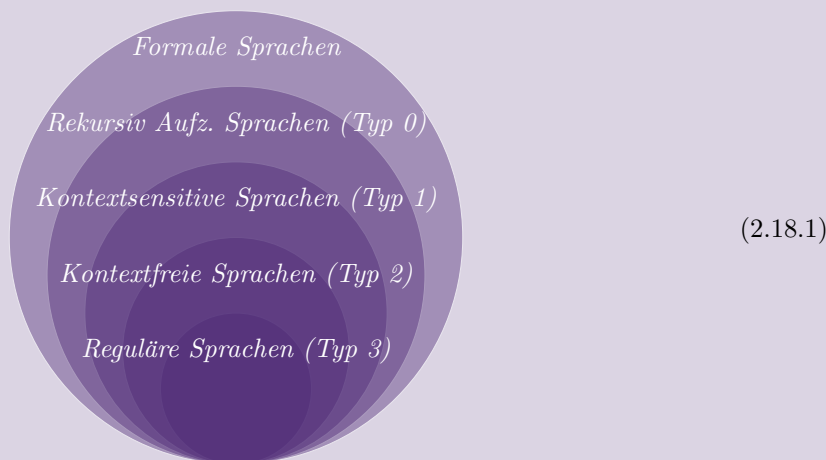 Formale Sprachen
Rekursiv Aufz. Sprachen (Typ 0)
Kontextsensitive Sprachen (Typ 1)
(2.18.1)
Kontextfreie Sprachen (Typ 2)
Reguläre Sprachen (Typ 3)